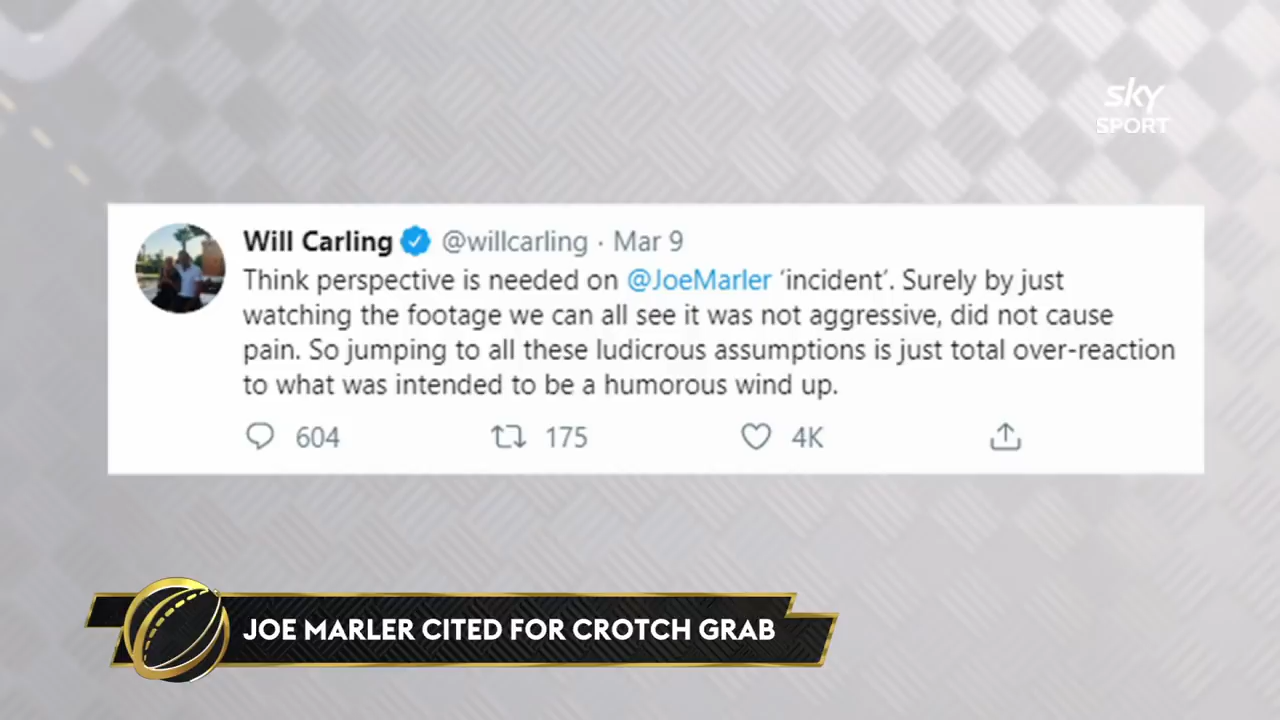 sky
SPORT
Will Carling @willcarling · Mar 9
Think perspective is needed on @JoeMarler ‘incident’. Surely by just
watching the footage we can all see it was not aggressive, did not cause
pain. So jumping to all these ludicrous assumptions is just total over-reaction
to what was intended to be a humorous wind up.
604 175 4K
JOE MARLER CITED FOR CROTCH GRAB